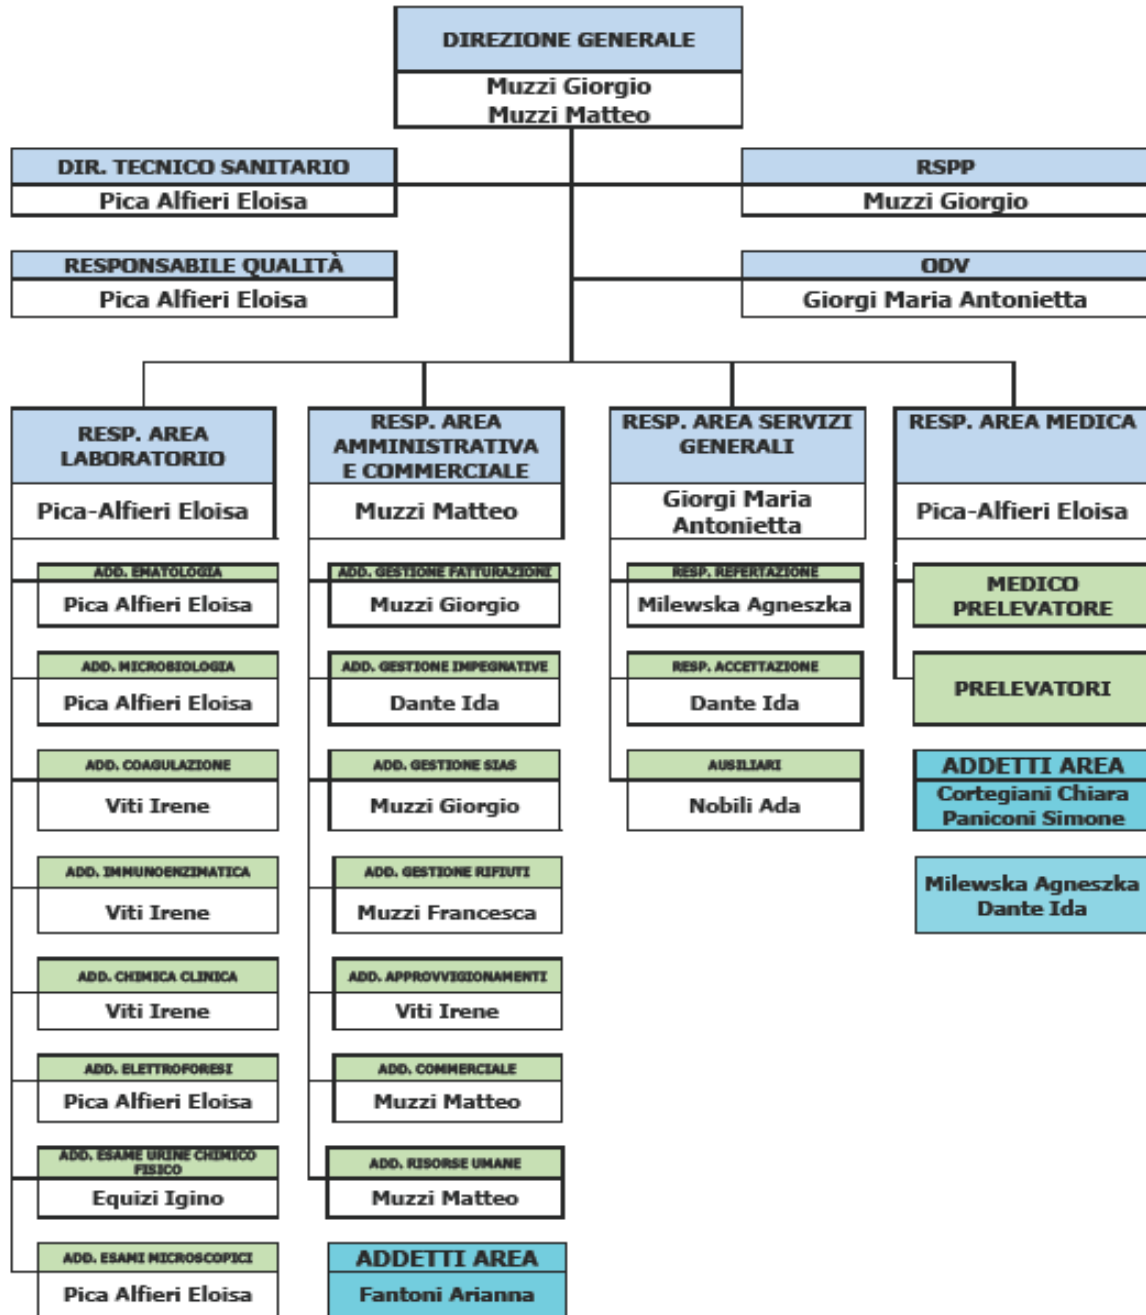 DIREZIONE GENERALE
Muzzi Giorgio
Muzzi Matteo
DIR. TECNICO SANITARIO
Pica Alfieri Eloisa
RSPP
Muzzi Giorgio
RESPONSABILE QUALITÀ
Pica Alfieri Eloisa
ODV
Giorgi Maria Antonietta
RESP. AREA
LABORATORIO
Pica-Alfieri Eloisa
ADD. EMATOLOGIA
Pica Alfieri Eloisa
ADD. MICROBIOLOGIA
Pica Alfieri Eloisa
ADD. COAGULAZIONE
Viti Irene
ADD. IMMUNOENZIMATICA
Viti Irene
ADD. CHIMICA CLINICA
Viti Irene
ADD. ELETTROFORESI
Pica Alfieri Eloisa
ADD. ESAME URINE CHIMICO
FISICO
Equizi Igino
ADD. ESAMI MICROSCOPICI
Pica Alfieri Eloisa
RESP. AREA
AMMINISTRATIVA
E COMMERCIALE
Muzzi Matteo
ADD. GESTIONE FATTURAZIONI
Muzzi Giorgio
ADD. GESTIONE IMPEGNATIVE
Dante Ida
ADD. GESTIONE SIAS
Muzzi Giorgio
ADD. GESTIONE RIFIUTI
Muzzi Francesca
ADD. APPROVVIGIONAMENTI
Viti Irene
ADD. COMMERCIALE
Muzzi Matteo
ADD. RISORSE UMANE
Muzzi Matteo
ADDETTI AREA
Fantoni Arianna
RESP. AREA SERVIZI
GENERALI
Giorgi Maria
Antonietta
RESP. REFERTAZIONE
Milewska Agneszka
RESP. ACCETTAZIONE
Dante Ida
AUSILIARI
Nobili Ada
RESP. AREA MEDICA
Pica-Alfieri Eloisa
MEDICO
PRELEVATORE
PRELEVATORI
ADDETTI AREA
Cortegiani Chiara
Paniconi Simone
Milewska Agneszka
Dante Ida